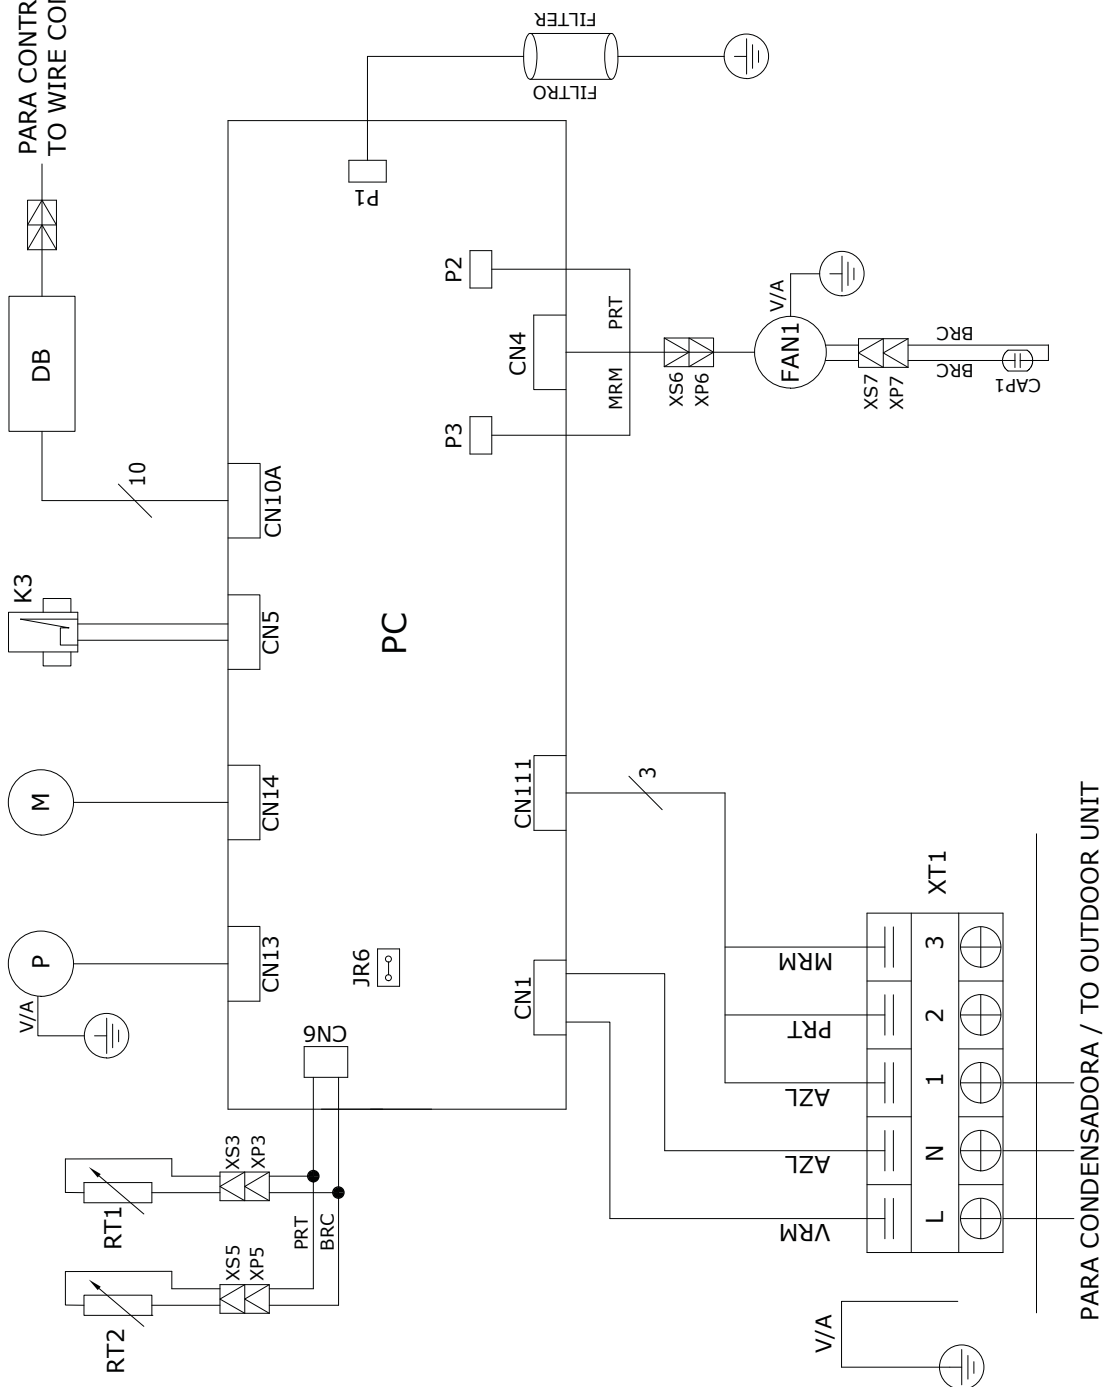 PARA CONTR
TO WIRE CON
DB
10
K3
M
P
V/A
CN10A
CN5
CN14
CN13
CN6
JR6
PC
P1
FILTER
FILTRO
P2
CN4
P3
PRT
MRM
XS6
XP6
FAN1
V/A
XS7
XP7
BRC
BRC
CAP1
CN111
3
CN1
RT1
XS3
XP3
RT2
XS5
XP5
PRT
BRC
MRM
PRT
AZL
AZL
VRM
XT1
3
2
1
N
L
V/A
PARA CONDENSADORA / TO OUTDOOR UNIT